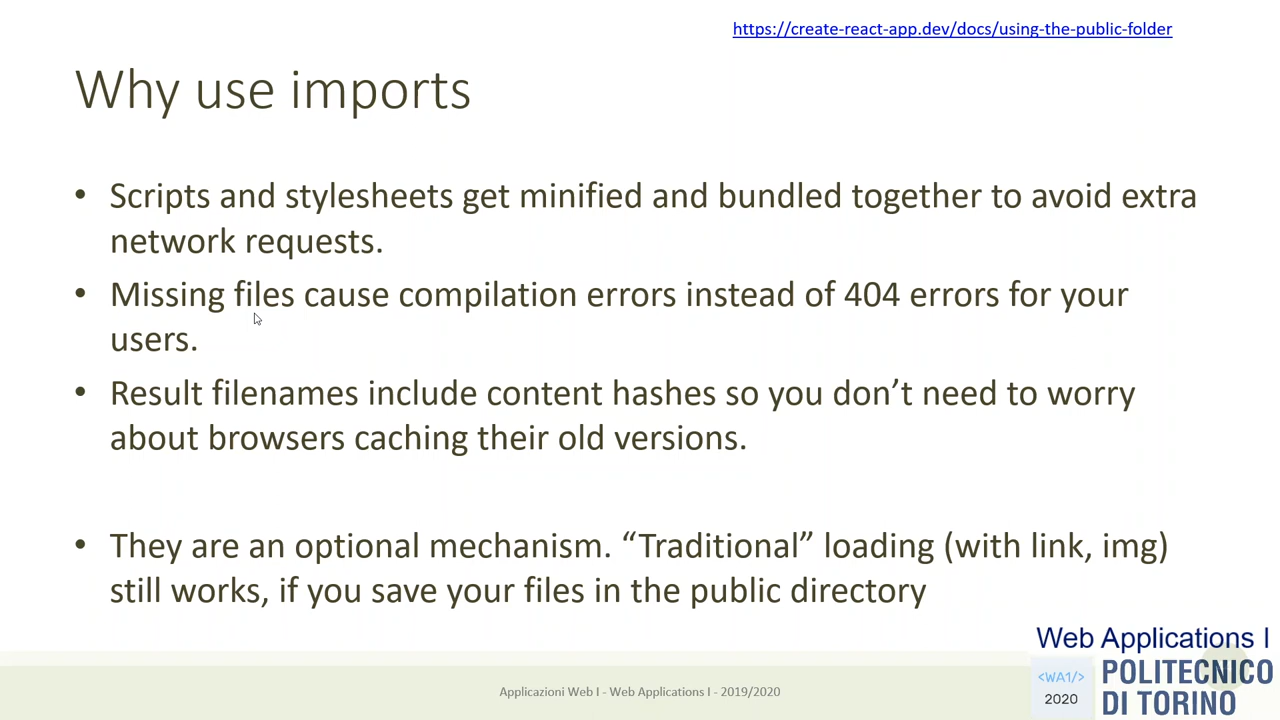 https://create-react-app.dev/docs/using-the-public-folder
Why use imports
• Scripts and stylesheets get minified and bundled together to avoid extra
network requests.
• Missing files cause compilation errors instead of 404 errors for your
users.
• Result filenames include content hashes so you don’t need to worry
about browsers caching their old versions.
• They are an optional mechanism. “Traditional” loading (with link, img)
still works, if you save your files in the public directory
Applicazioni Web I - Web Applications I - 2019/2020
Web Applications I
<WA1/>
2020
POLITECNICO
DI TORINO